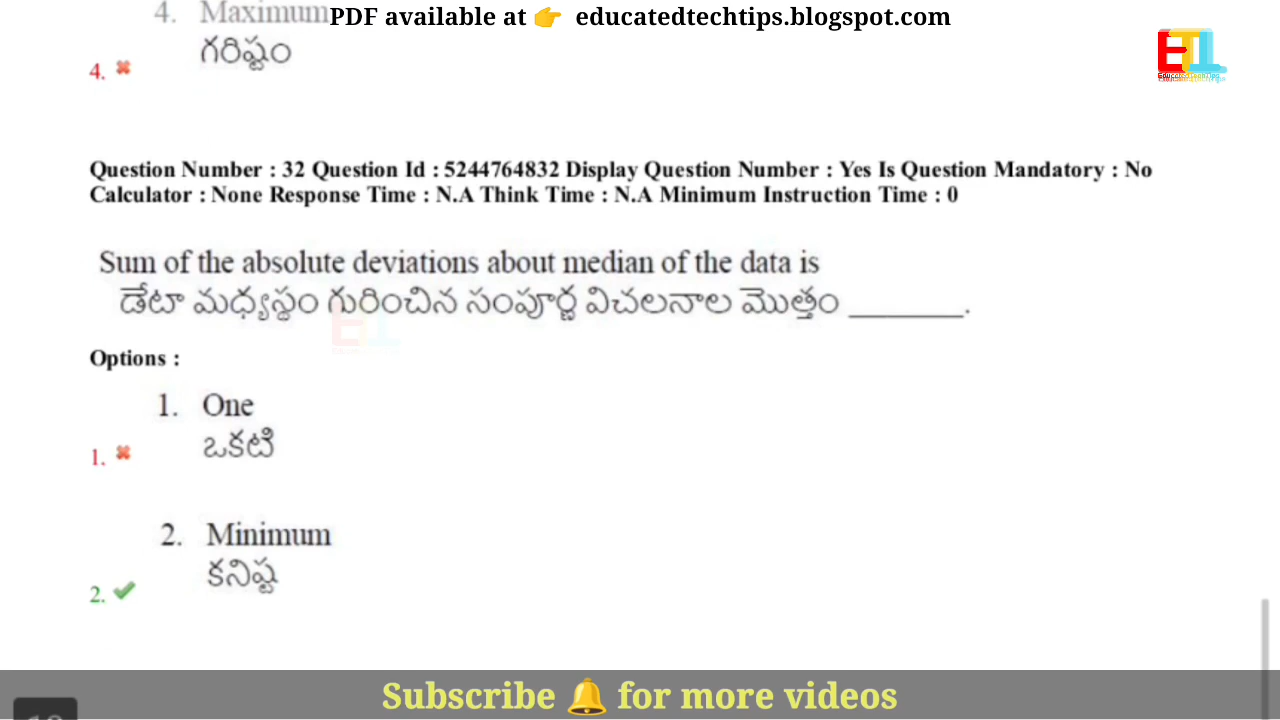 4. Maximum
PDF available at 👉 educatedtechtips.blogspot.com
గరిష్టం
4. ✖
ETL
EducatedTechTips
Question Number : 32 Question Id : 5244764832 Display Question Number : Yes Is Question Mandatory : No
Calculator : None Response Time : N.A Think Time : N.A Minimum Instruction Time : 0
Sum of the absolute deviations about median of the data is
డేటా మధ్యస్థం గురించిన సంపూర్ణ విచలనాల మొత్తం ________.
Options :
1. One
ఒకటి
1. ✖
2. Minimum
కనిష్ట
2. ✔
Subscribe 🔔 for more videos